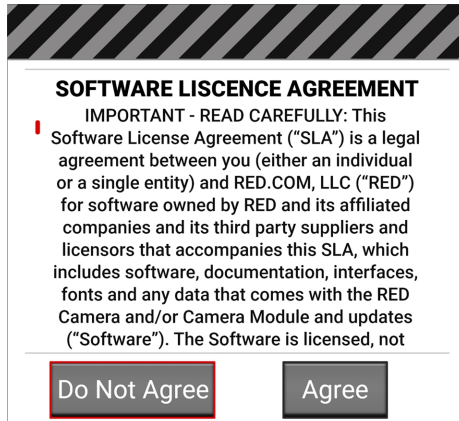 SOFTWARE LISCENCE AGREEMENT
IMPORTANT - READ CAREFULLY: This
Software License Agreement (“SLA”) is a legal
agreement between you (either an individual
or a single entity) and RED.COM, LLC (“RED”)
for software owned by RED and its affiliated
companies and its third party suppliers and
licensors that accompanies this SLA, which
includes software, documentation, interfaces,
fonts and any data that comes with the RED
Camera and/or Camera Module and updates
(“Software”). The Software is licensed, not
Do Not Agree
Agree